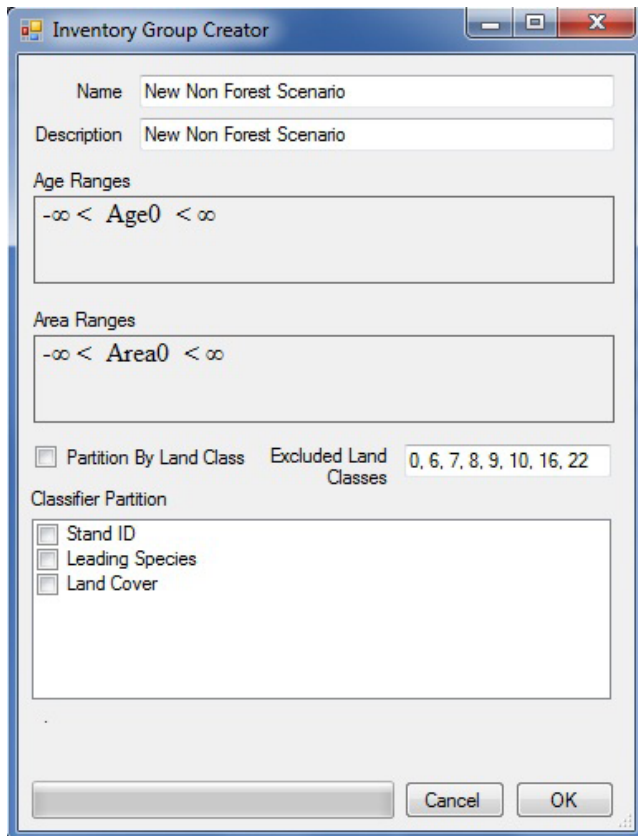 Inventory Group Creator
Name New Non Forest Scenario
Description New Non Forest Scenario
Age Ranges
-∞ < Age0 < ∞
Area Ranges
-∞ < Area0 < ∞
Partition By Land Class Excluded Land Classes 0, 6, 7, 8, 9, 10, 16, 22
Classifier Partition
Stand ID
Leading Species
Land Cover
.
Cancel OK